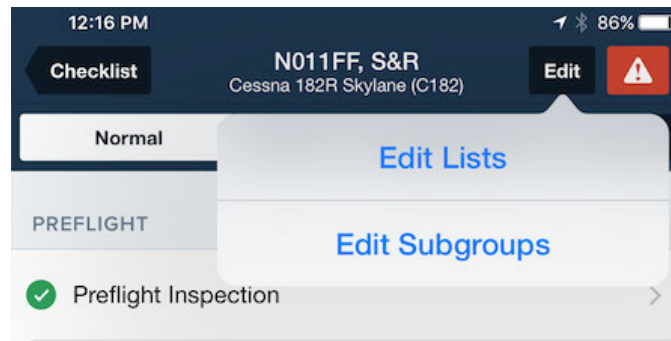 12:16 PM
86%
Checklist
N011FF, S&R
Cessna 182R Skylane (C182)
Edit
Normal
Edit Lists
Edit Subgroups
PREFLIGHT
Preflight Inspection